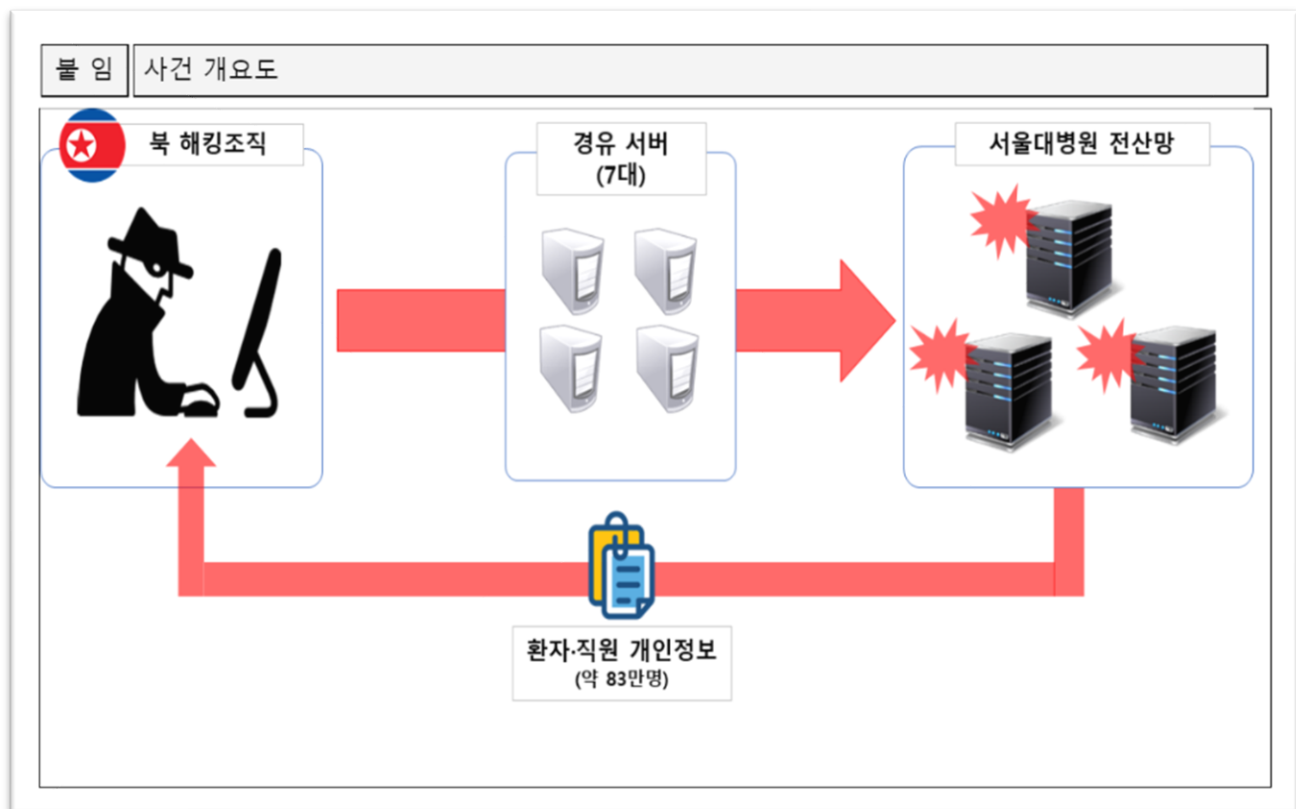 붙 임
사건 개요도
북 해킹조직
경유 서버
(7대)
서울대병원 전산망
환자·직원 개인정보
(약 83만명)